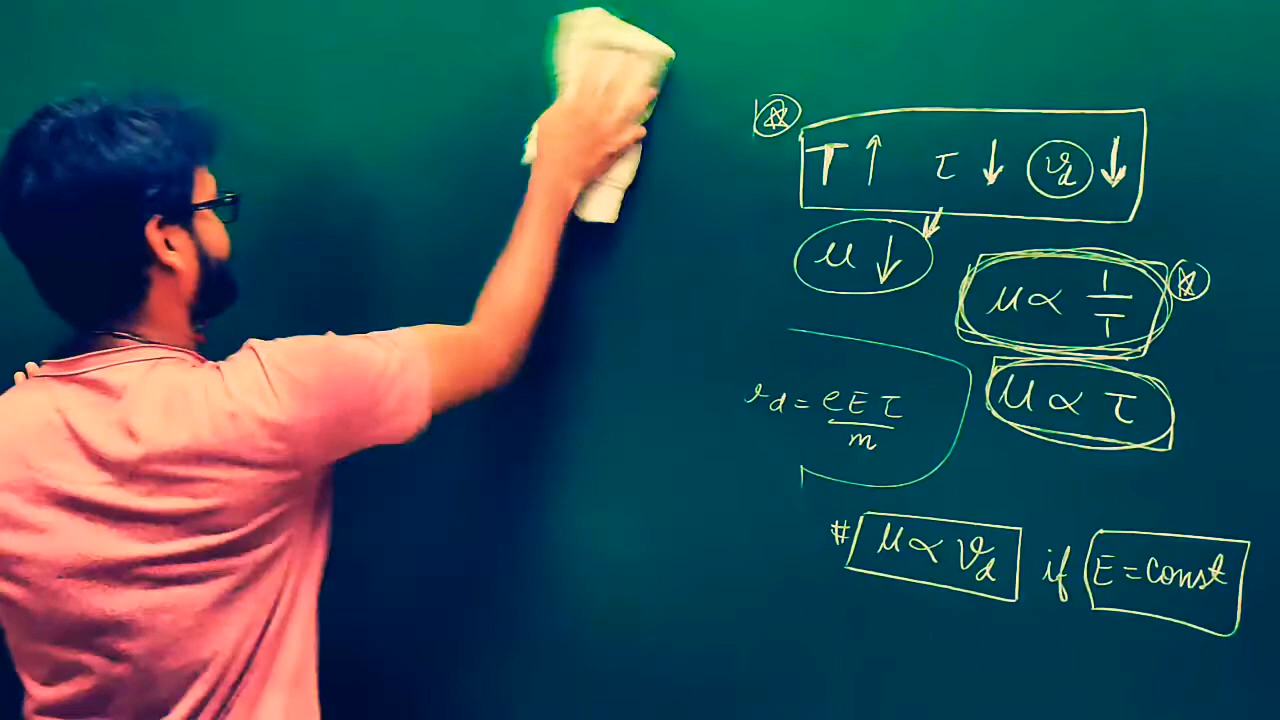 T ↑ τ ↓ v_d ↓
μ ↓
μ ∝ 1/T
v_d = eEτ/m
μ ∝ τ
# μ ∝ v_d if E = const